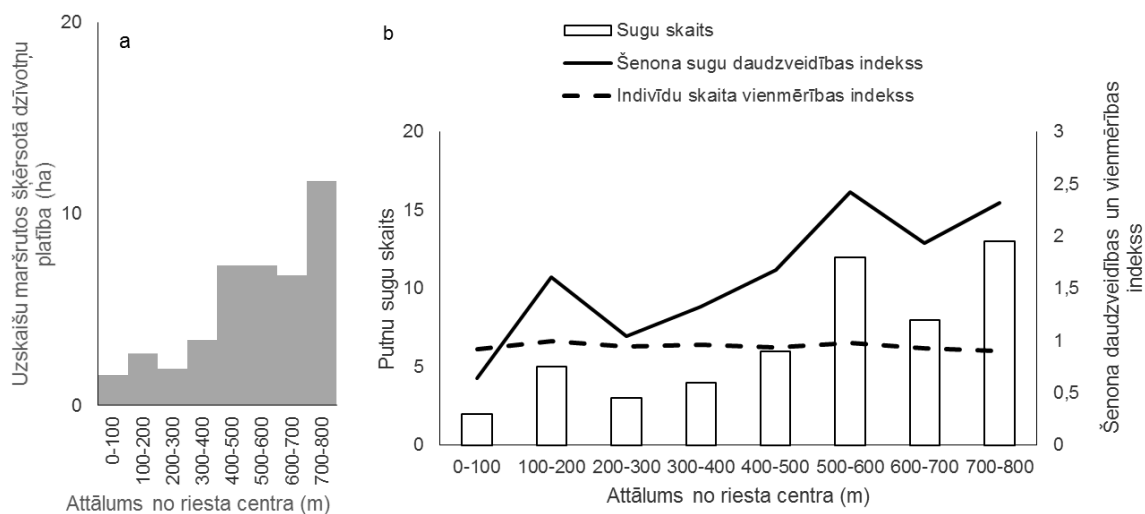 a
20
10
0
Uzskaišu maršrutos šķērsotā dzīvotņu
platība (ha)
0-100
100-200
200-300
300-400
400-500
500-600
600-700
700-800
Attālums no riesta centra (m)
b
Sugu skaits
Šenona sugu daudzveidības indekss
Indivīdu skaita vienmērības indekss
20
15
10
5
0
Putnu sugu skaits
3
2,5
2
1,5
1
0,5
0
Šenona daudzveidības un vienmērības
indekss
0-100
100-200
200-300
300-400
400-500
500-600
600-700
700-800
Attālums no riesta centra (m)